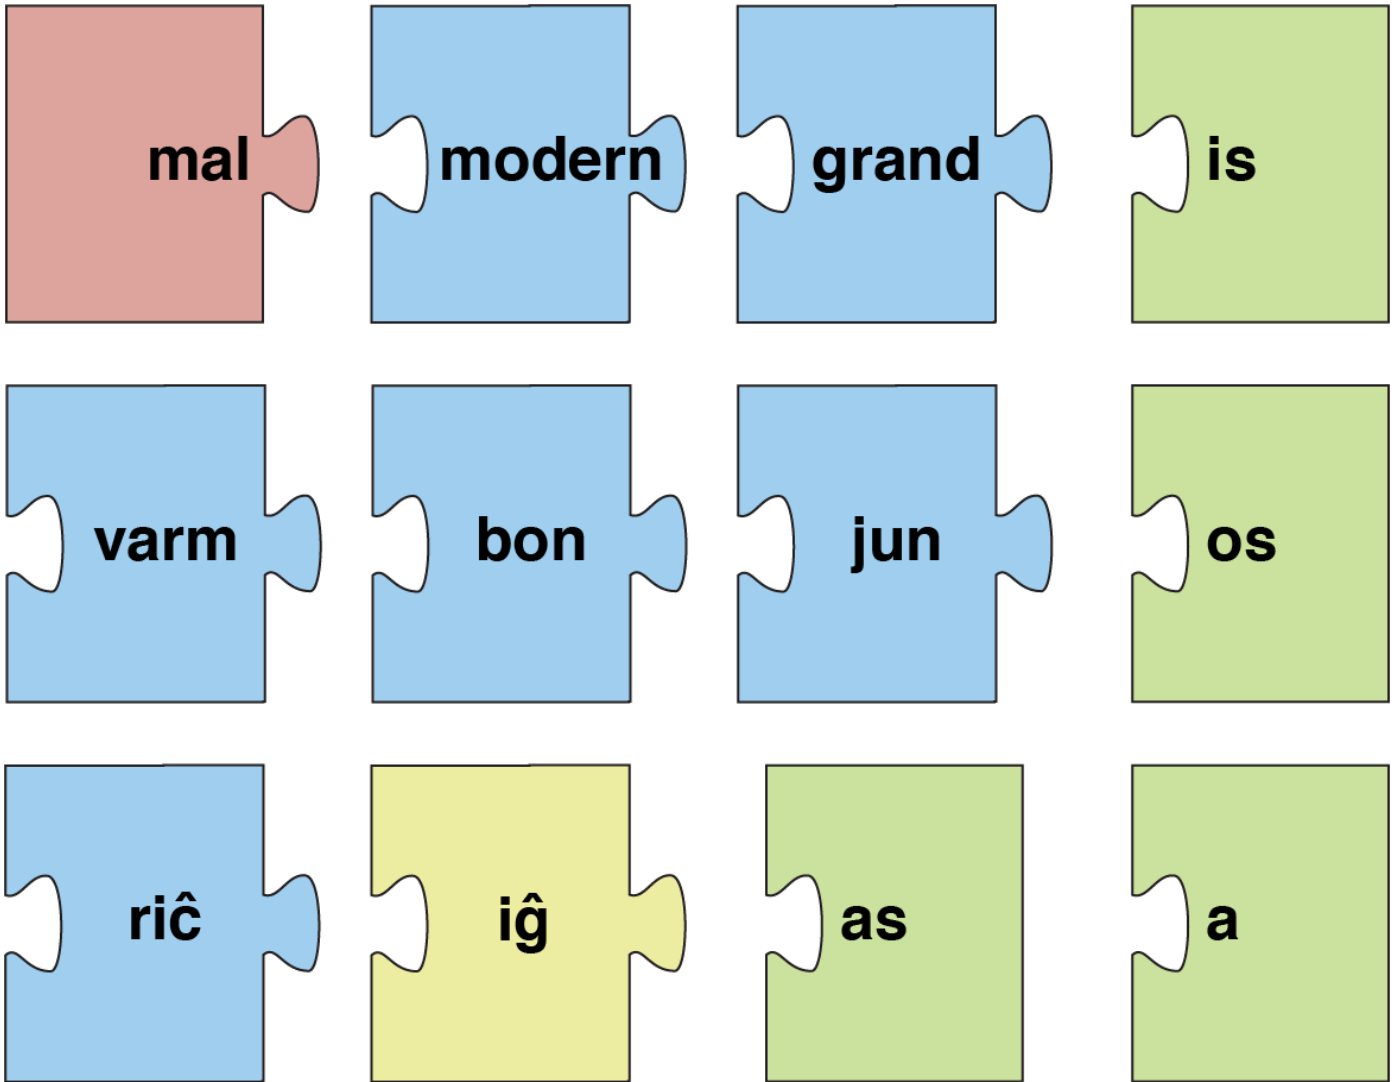 mal modern grand is
varm bon jun os
riĉ iĝ as a